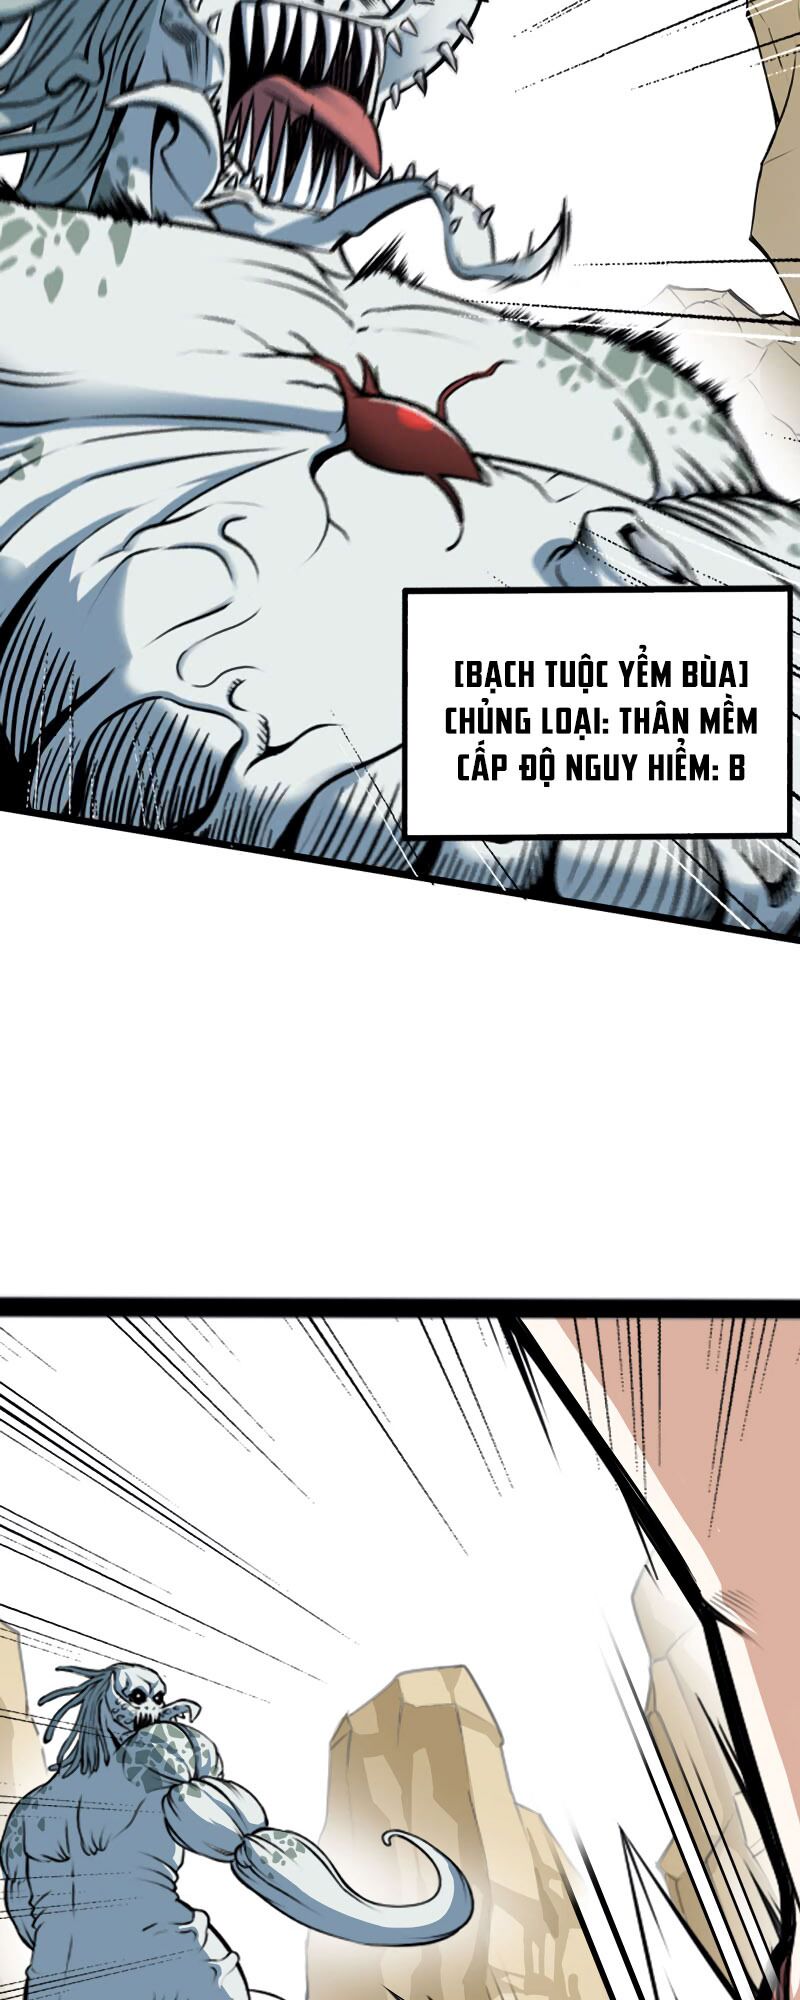 [BẠCH TUỘC YỂM BÙA]
CHỦNG LOẠI: THÂN MỀM
CẤP ĐỘ NGUY HIỂM: B